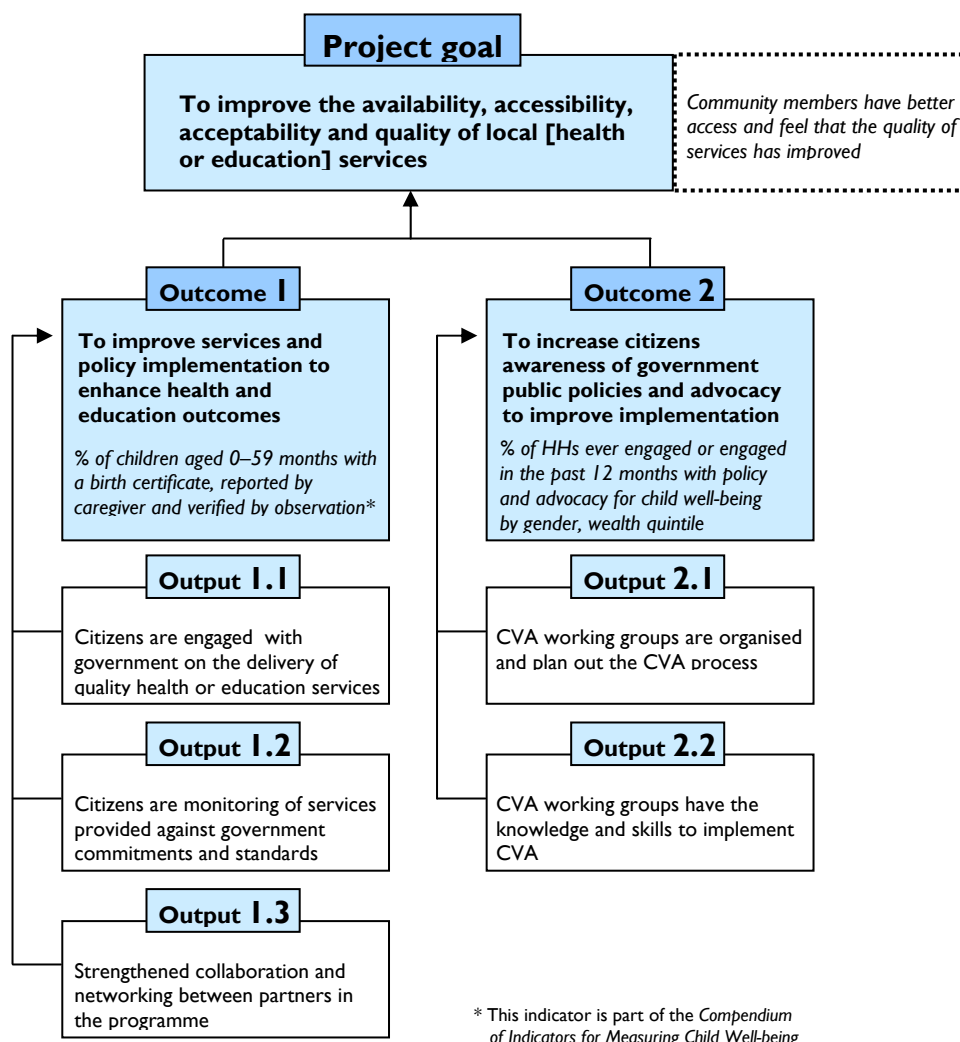 Project goal
To improve the availability, accessibility,
acceptability and quality of local [health
or education] services
Community members have better
access and feel that the quality of
services has improved
Outcome 1
To improve services and
policy implementation to
enhance health and
education outcomes
% of children aged 0–59 months with
a birth certificate, reported by
caregiver and verified by observation*
Outcome 2
To increase citizens
awareness of government
public policies and advocacy
to improve implementation
% of HHs ever engaged or engaged
in the past 12 months with policy
and advocacy for child well-being
by gender, wealth quintile
Output 1.1
Citizens are engaged with
government on the delivery of
quality health or education services
Output 2.1
CVA working groups are organised
and plan out the CVA process
Output 1.2
Citizens are monitoring of services
provided against government
commitments and standards
Output 2.2
CVA working groups have the
knowledge and skills to implement
CVA
Output 1.3
Strengthened collaboration and
networking between partners in
the programme
* This indicator is part of the Compendium
of Indicators for Measuring Child Well-being